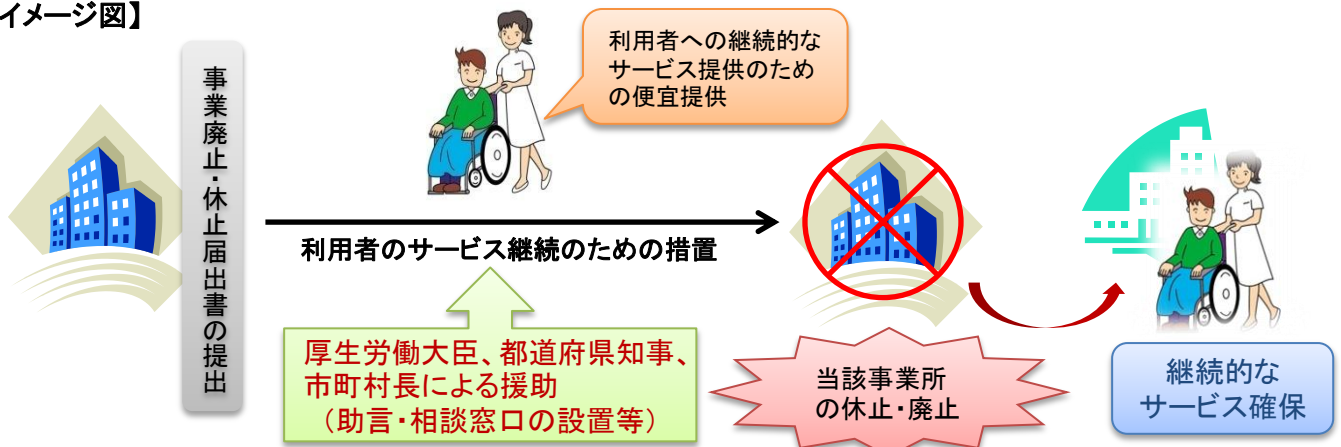 イメージ図】
事業廃止・休止届出書の提出
利用者への継続的な
サービス提供のため
の便宜提供
利用者のサービス継続のための措置
厚生労働大臣、都道府県知事、
市町村長による援助
（助言・相談窓口の設置等）
当該事業所
の休止・廃止
継続的な
サービス確保